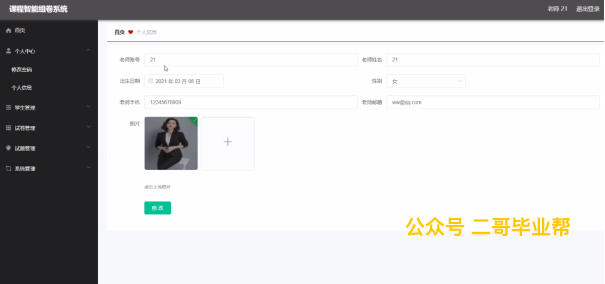 课程智能组卷系统
老师 21 退出登录
首页
首页 个人信息
个人中心
修改密码
个人信息
学生管理
试卷管理
试题管理
系统管理
老师账号 21 老师姓名 21
出生日期 2021 年 03 月 08 日 性别 女
老师手机 12345678909 老师邮箱 ww@qq.com
照片
点击上传照片
修改
公众号 二哥毕业帮